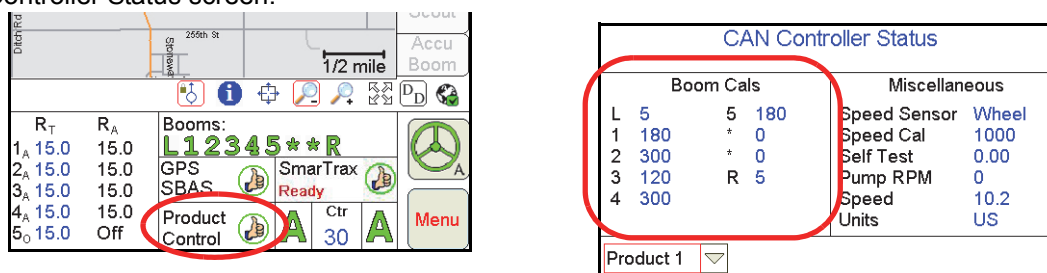 Controller Status screen:
Scout
Ditch Rd
255th St
Stonewar
Accu
Boom
1/2 mile
DD
RT RA Booms:
1A 15.0 15.0 L12345**R
2A 15.0 15.0 GPS SmarTrax
3A 15.0 15.0 SBAS Ready
4A 15.0 15.0 Product A Ctr A
5O 15.0 Off Control 30
A
Menu
CAN Controller Status
Boom Cals Miscellaneous
L 5 5 180 Speed Sensor Wheel
1 180 * 0 Speed Cal 1000
2 300 * 0 Self Test 0.00
3 120 R 5 Pump RPM 0
4 300 Speed 10.2
Units US
Product 1